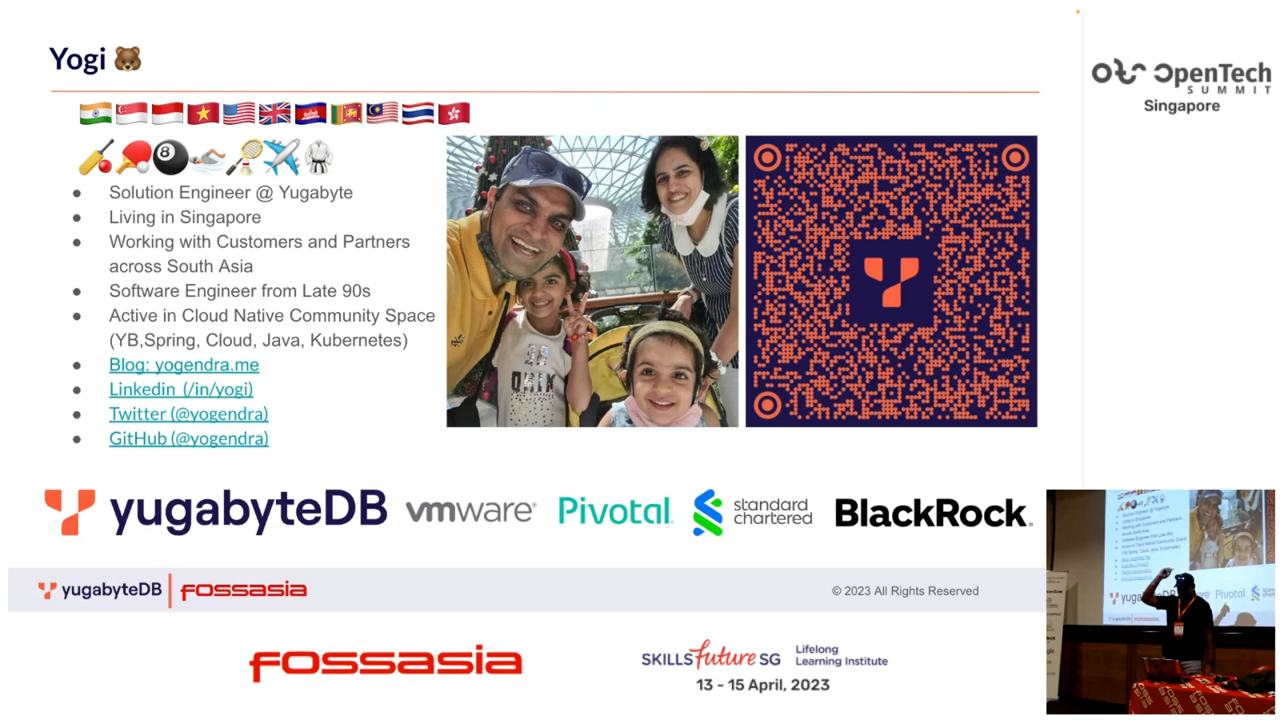 Yogi 🐻
OpenTech
SUMMIT
Singapore
🇮🇳🇸🇬🇮🇩🇻🇳🇺🇸🇬🇧🇰🇭🇱🇰🇲🇾🇹🇭🇭🇰
🏏🏓🎱🏊🏸✈️🥋
● Solution Engineer @ Yugabyte
● Living in Singapore
● Working with Customers and Partners
across South Asia
● Software Engineer from Late 90s
● Active in Cloud Native Community Space
(YB,Spring, Cloud, Java, Kubernetes)
● Blog: yogendra.me
● Linkedin (/in/yogi)
● Twitter (@yogendra)
● GitHub (@yogendra)
yugabyteDB
vmware®
Pivotal
standard
chartered
BlackRock.
yugabyteDB | FOSSASIA
© 2023 All Rights Reserved
FOSSASIA
SKILLSfuture SG
Lifelong
Learning Institute
13 - 15 April, 2023